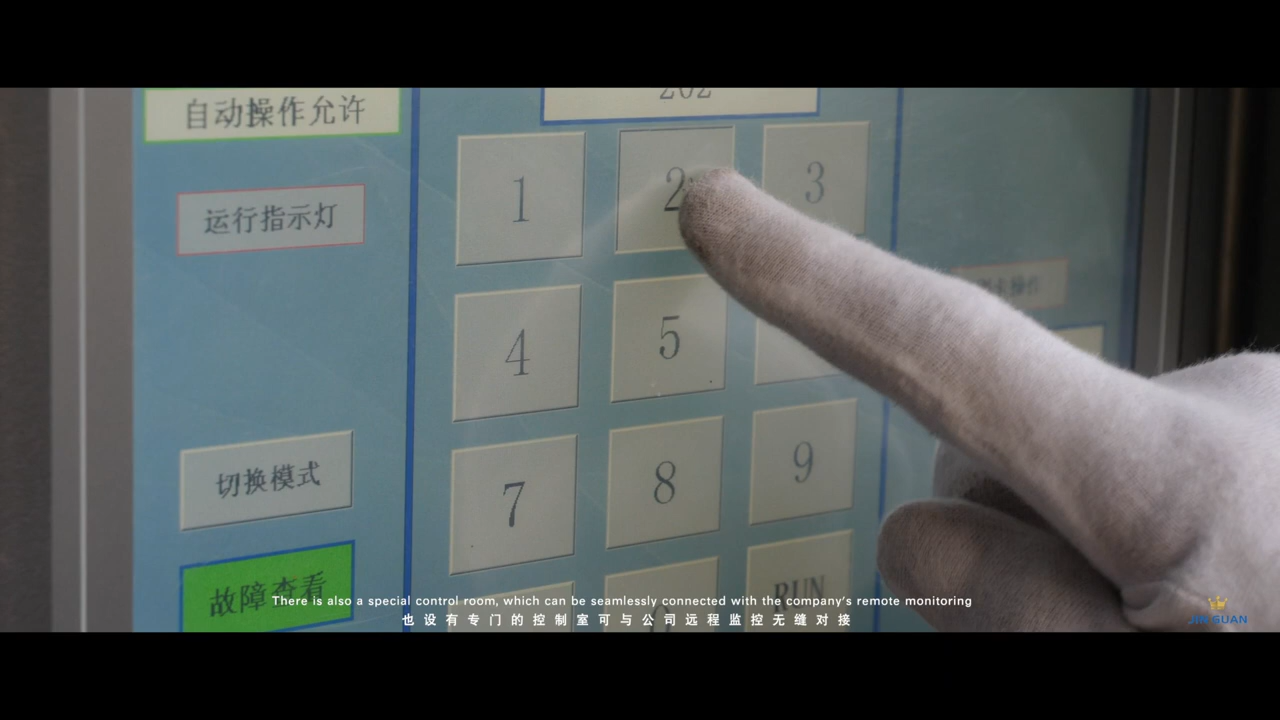 自动操作允许
202
运行指示灯
1
2
3
4
5
切换模式
7
8
9
故障查看
0
RUN
There is also a special control room, which can be seamlessly connected with the company's remote monitoring
也设有专门的控制室可与公司远程监控无缝对接
JIN GUAN